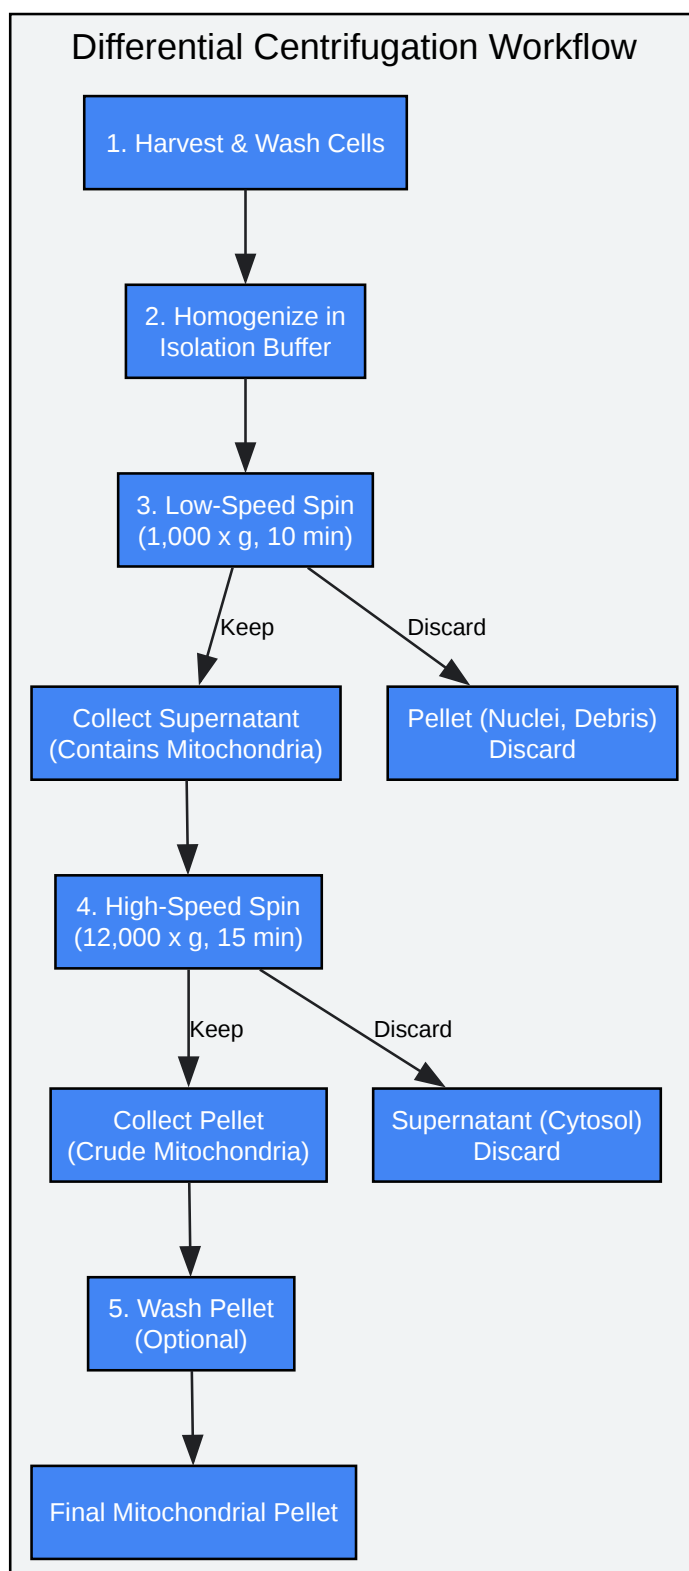 Differential Centrifugation Workflow
1. Harvest & Wash Cells
2. Homogenize in
Isolation Buffer
3. Low-Speed Spin
(1,000 x g, 10 min)
Keep
Discard
Collect Supernatant
(Contains Mitochondria)
Pellet (Nuclei, Debris)
Discard
4. High-Speed Spin
(12,000 x g, 15 min)
Keep
Discard
Collect Pellet
(Crude Mitochondria)
Supernatant (Cytosol)
Discard
5. Wash Pellet
(Optional)
Final Mitochondrial Pellet